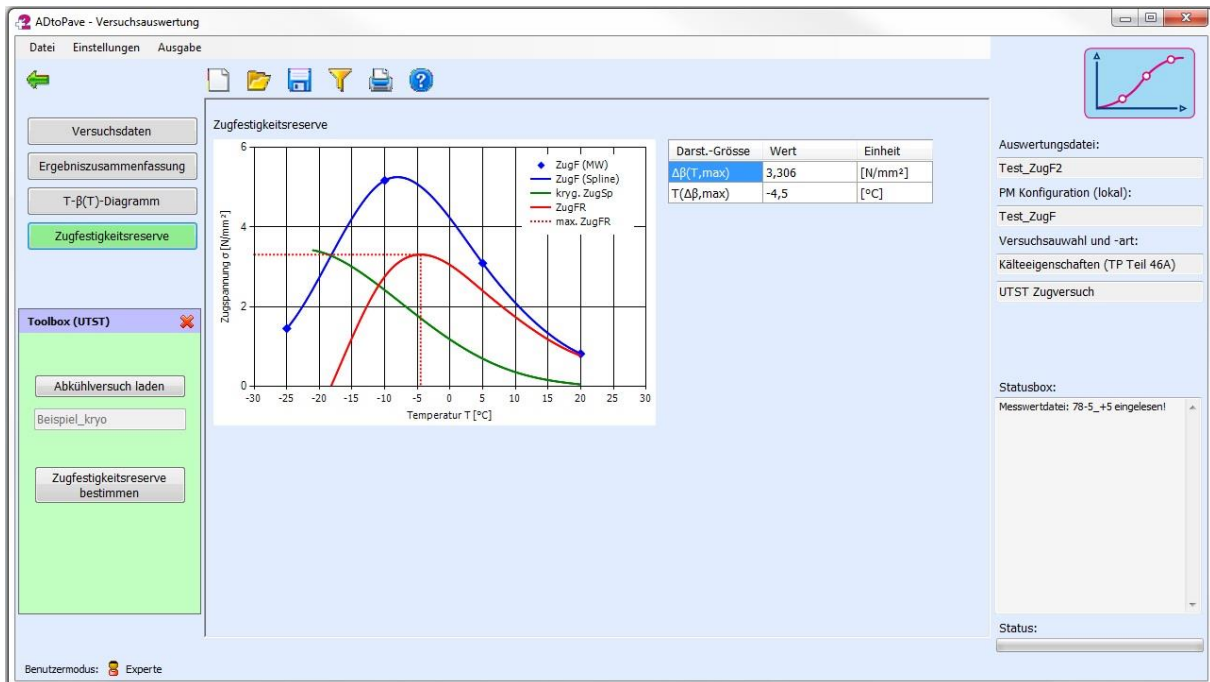 ADtoPave - Versuchsauswertung
Datei Einstellungen Ausgabe
Versuchsdaten
Ergebniszusammenfassung
T-β(T)-Diagramm
Zugfestigkeitsreserve
Toolbox (UTST)
Abkühlversuch laden
Beispiel_kryo
Zugfestigkeitsreserve
bestimmen
Benutzermodus: Experte
Zugfestigkeitsreserve
6
4
2
0
Zugspannung σ [N/mm²]
-30 -25 -20 -15 -10 -5 0 5 10 15 20 25 30
Temperatur T [°C]
ZugF (MW)
ZugF (Spline)
kryg. ZugSp
ZugFR
max. ZugFR
Darst.-Grösse Wert Einheit
Δβ(T,max) 3,306 [N/mm²]
T(Δβ,max) -4,5 [°C]
Auswertungsdatei:
Test_ZugF2
PM Konfiguration (lokal):
Test_ZugF
Versuchsauwahl und -art:
Kälteeigenschaften (TP Teil 46A)
UTST Zugversuch
Statusbox:
Messwertdatei: 78-5_+5 eingelesen!
Status: